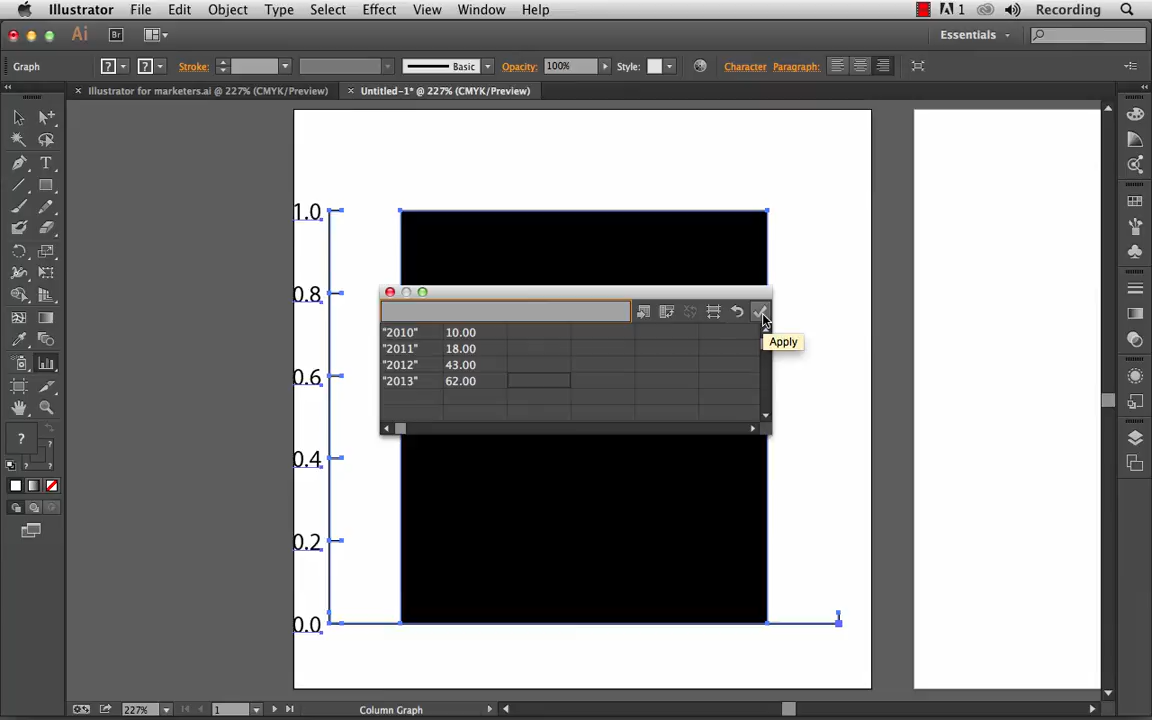 Illustrator File Edit Object Type Select Effect View Window Help 1 Recording
Ai Br Essentials
Graph ? ? Stroke: Basic Opacity: 100% Style: Character Paragraph:
× Illustrator for marketers.ai @ 227% (CMYK/Preview) × Untitled-1* @ 227% (CMYK/Preview)
1.0
0.8
"2010" 10.00
"2011" 18.00
"2012" 43.00
"2013" 62.00
Apply
0.6
0.4
0.2
0.0
T
? ?
? ?
227% 1 Column Graph